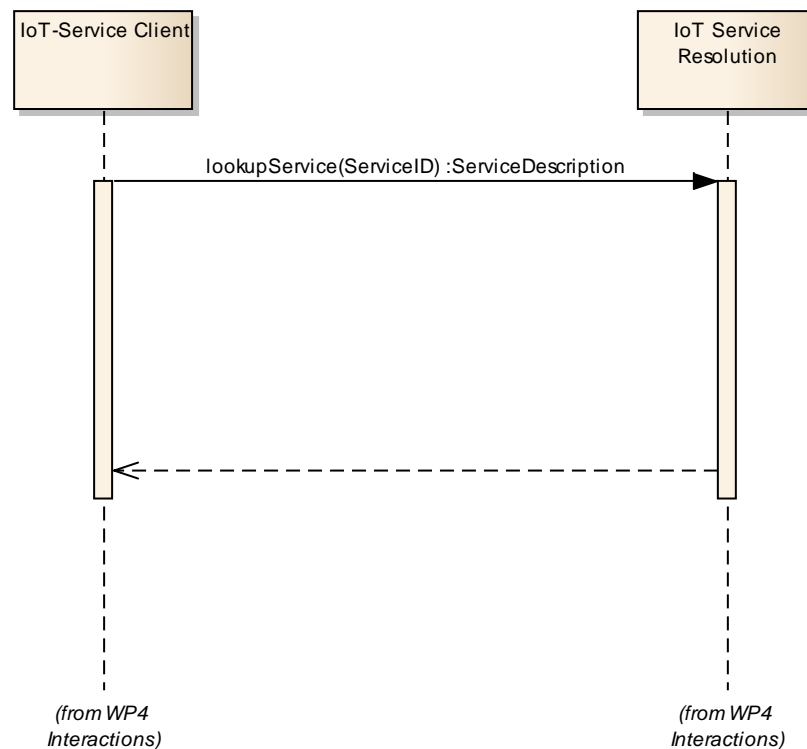 IoT-Service Client
IoT Service
Resolution
lookupService(ServiceID) :ServiceDescription
(from WP4
Interactions)
(from WP4
Interactions)